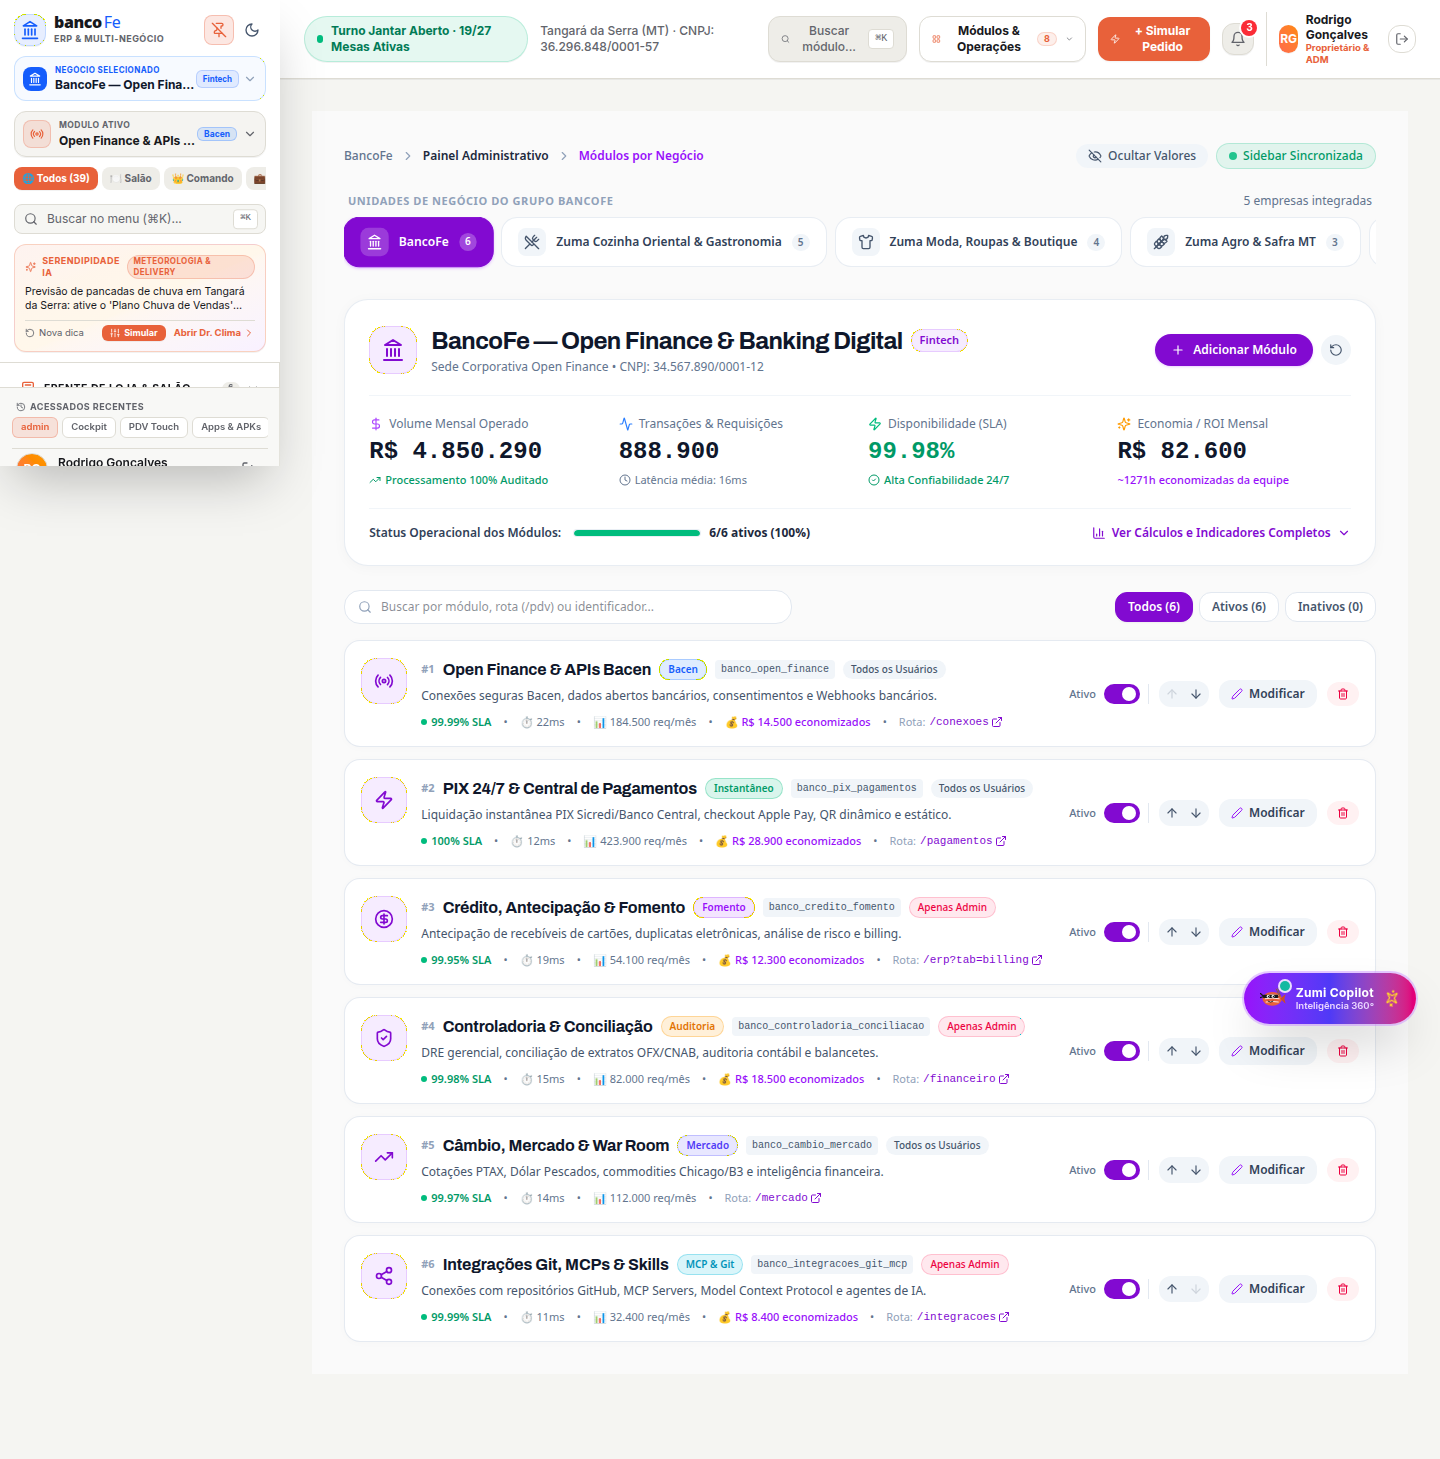 banco Fe
ERP & MULTI-NEGÓCIO
NEGÓCIO SELECIONADO
BancoFe — Open Fina...
Fintech
MÓDULO ATIVO
Open Finance & APIs ...
Bacen
Todos (39)
Salão
Comando
Buscar no menu (⌘K)...
⌘K
SERENDIPIDADE IA
METEOROLOGIA & DELIVERY
Previsão de pancadas de chuva em Tangará
da Serra: ative o 'Plano Chuva de Vendas'...
Nova dica
Simular
Abrir Dr. Clima
FRENTE DE LOJA & SALÃO
ACESSADOS RECENTES
admin
Cockpit
PDV Touch
Apps & APKs
Rodrigo Gonçalves
Turno Jantar Aberto · 19/27
Mesas Ativas
Tangará da Serra (MT) · CNPJ:
36.296.848/0001-57
Buscar
módulo...
⌘K
Módulos &
Operações
8
+ Simular
Pedido
3
RG
Rodrigo
Gonçalves
Proprietário &
ADM
BancoFe
Painel Administrativo
Módulos por Negócio
Ocultar Valores
Sidebar Sincronizada
UNIDADES DE NEGÓCIO DO GRUPO BANCOFE
5 empresas integradas
BancoFe 6
Zuma Cozinha Oriental & Gastronomia 5
Zuma Moda, Roupas & Boutique 4
Zuma Agro & Safra MT 3
BancoFe — Open Finance & Banking Digital
Fintech
Sede Corporativa Open Finance • CNPJ: 34.567.890/0001-12
Adicionar Módulo
Volume Mensal Operado
R$ 4.850.290
Processamento 100% Auditado
Transações & Requisições
888.900
Latência média: 16ms
Disponibilidade (SLA)
99.98%
Alta Confiabilidade 24/7
Economia / ROI Mensal
R$ 82.600
~1271h economizadas da equipe
Status Operacional dos Módulos:
6/6 ativos (100%)
Ver Cálculos e Indicadores Completos
Buscar por módulo, rota (/pdv) ou identificador...
Todos (6)
Ativos (6)
Inativos (0)
#1 Open Finance & APIs Bacen Bacen banco_open_finance Todos os Usuários
Conexões seguras Bacen, dados abertos bancários, consentimentos e Webhooks bancários.
99.99% SLA • 22ms • 184.500 req/mês • R$ 14.500 economizados • Rota: /conexoes
Ativo
Modificar
#2 PIX 24/7 & Central de Pagamentos Instantâneo banco_pix_pagamentos Todos os Usuários
Liquidação instantânea PIX Sicredi/Banco Central, checkout Apple Pay, QR dinâmico e estático.
100% SLA • 12ms • 423.900 req/mês • R$ 28.900 economizados • Rota: /pagamentos
Ativo
Modificar
#3 Crédito, Antecipação & Fomento Fomento banco_credito_fomento Apenas Admin
Antecipação de recebíveis de cartões, duplicatas eletrônicas, análise de risco e billing.
99.95% SLA • 19ms • 54.100 req/mês • R$ 12.300 economizados • Rota: /erp?tab=billing
Ativo
Modificar
Zumi Copilot
Inteligência 360°
#4 Controladoria & Conciliação Auditoria banco_controladoria_conciliacao Apenas Admin
DRE gerencial, conciliação de extratos OFX/CNAB, auditoria contábil e balancetes.
99.98% SLA • 15ms • 82.000 req/mês • R$ 18.500 economizados • Rota: /financeiro
Ativo
Modificar
#5 Câmbio, Mercado & War Room Mercado banco_cambio_mercado Todos os Usuários
Cotações PTAX, Dólar Pescados, commodities Chicago/B3 e inteligência financeira.
99.97% SLA • 14ms • 112.000 req/mês • Rota: /mercado
Ativo
Modificar
#6 Integrações Git, MCPs & Skills MCP & Git banco_integracoes_git_mcp Apenas Admin
Conexões com repositórios GitHub, MCP Servers, Model Context Protocol e agentes de IA.
99.99% SLA • 11ms • 32.400 req/mês • R$ 8.400 economizados • Rota: /integracoes
Ativo
Modificar